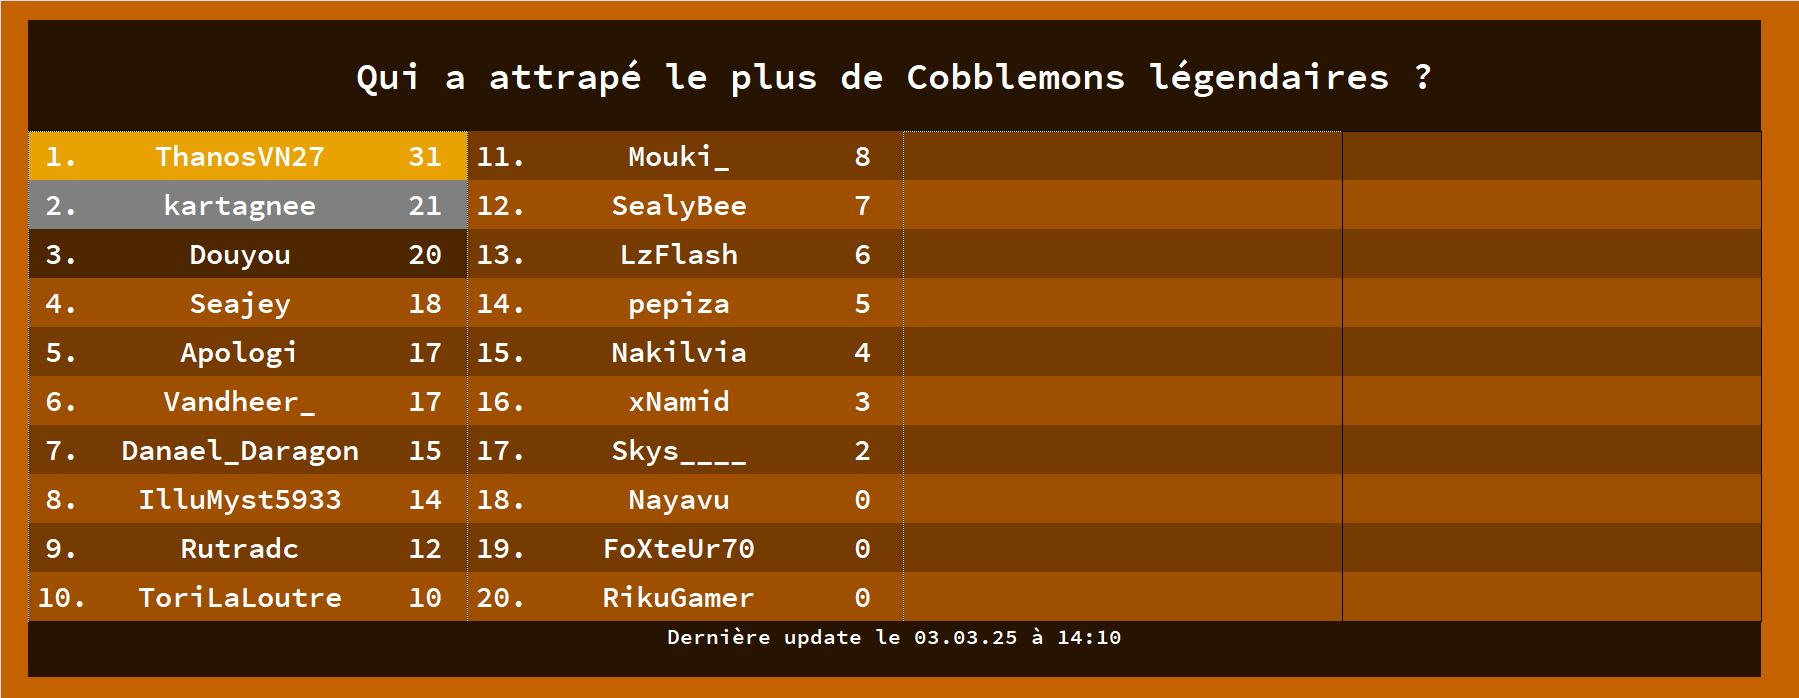 Qui a attrapé le plus de Cobblemons légendaires ?
1. ThanosVN27 31
2. kartagnee 21
3. Douyou 20
4. Seajey 18
5. Apologi 17
6. Vandheer_ 17
7. Danael_Daragon 15
8. IlluMyst5933 14
9. Rutradc 12
10. ToriLaLoutre 10
11. Mouki_ 8
12. SealyBee 7
13. LzFlash 6
14. pepiza 5
15. Nakilvia 4
16. xNamid 3
17. Skys____ 2
18. Nayavu 0
19. FoXteUr70 0
20. RikuGamer 0
Dernière update le 03.03.25 à 14:10